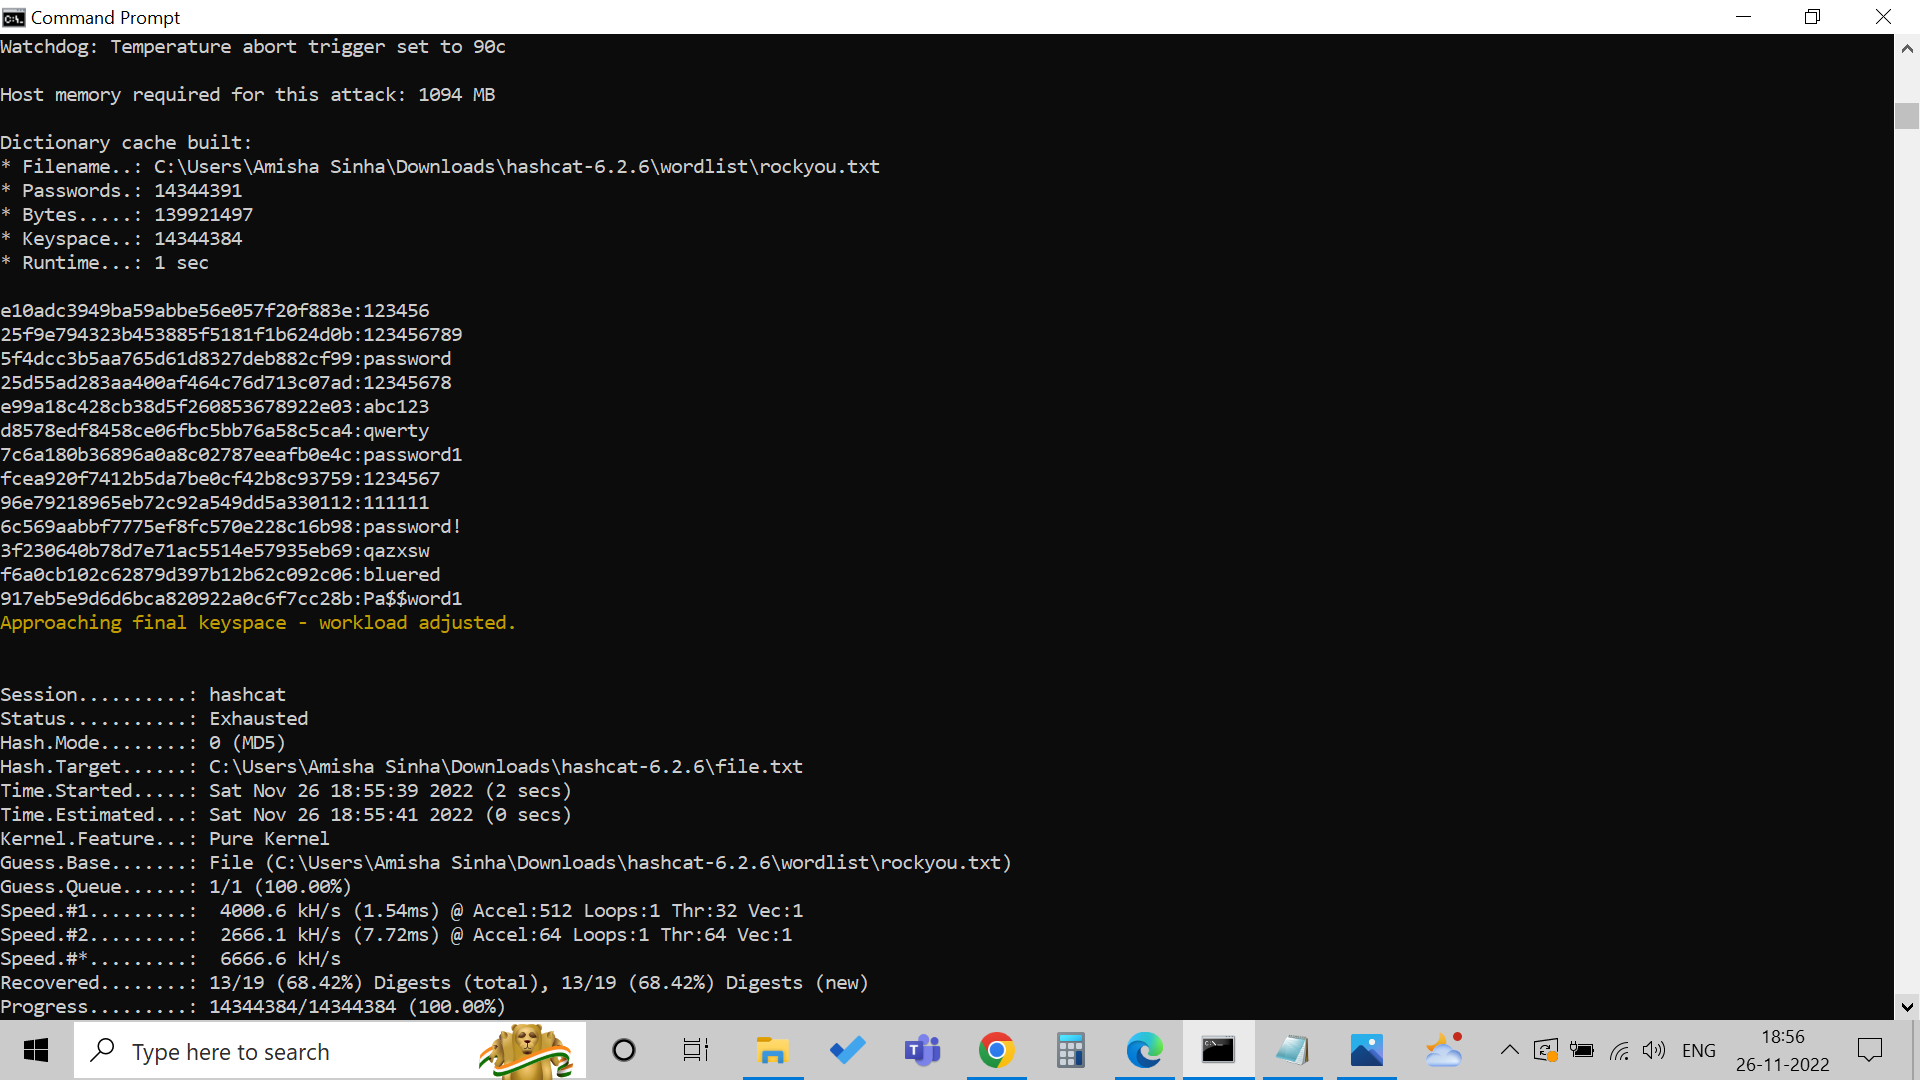 Command Prompt
Watchdog: Temperature abort trigger set to 90c
Host memory required for this attack: 1094 MB
Dictionary cache built:
* Filename..: C:\Users\Amisha Sinha\Downloads\hashcat-6.2.6\wordlist\rockyou.txt
* Passwords.: 14344391
* Bytes.....: 139921497
* Keyspace..: 14344384
* Runtime...: 1 sec
e10adc3949ba59abbe56e057f20f883e:123456
25f9e794323b453885f5181f1b624d0b:123456789
5f4dcc3b5aa765d61d8327deb882cf99:password
25d55ad283aa400af464c76d713c07ad:12345678
e99a18c428cb38d5f260853678922e03:abc123
d8578edf8458ce06fbc5bb76a58c5ca4:qwerty
7c6a180b36896a0a8c02787eeafb0e4c:password1
fcea920f7412b5da7be0cf42b8c93759:1234567
96e79218965eb72c92a549dd5a330112:111111
6c569aabbf7775ef8fc570e228c16b98:password!
3f230640b78d7e71ac5514e57935eb69:qazxsw
f6a0cb102c62879d397b12b62c092c06:bluered
917eb5e9d6d6bca820922a0c6f7cc28b:Pa$$word1
Approaching final keyspace - workload adjusted.
Session..........: hashcat
Status...........: Exhausted
Hash.Mode........: 0 (MD5)
Hash.Target......: C:\Users\Amisha Sinha\Downloads\hashcat-6.2.6\file.txt
Time.Started.....: Sat Nov 26 18:55:39 2022 (2 secs)
Time.Estimated...: Sat Nov 26 18:55:41 2022 (0 secs)
Kernel.Feature...: Pure Kernel
Guess.Base.......: File (C:\Users\Amisha Sinha\Downloads\hashcat-6.2.6\wordlist\rockyou.txt)
Guess.Queue......: 1/1 (100.00%)
Speed.#1.........:  4000.6 kH/s (1.54ms) @ Accel:512 Loops:1 Thr:32 Vec:1
Speed.#2.........:  2666.1 kH/s (7.72ms) @ Accel:64 Loops:1 Thr:64 Vec:1
Speed.#*.........:  6666.6 kH/s
Recovered........: 13/19 (68.42%) Digests (total), 13/19 (68.42%) Digests (new)
Progress.........: 14344384/14344384 (100.00%)
Type here to search
ENG
18:56
26-11-2022